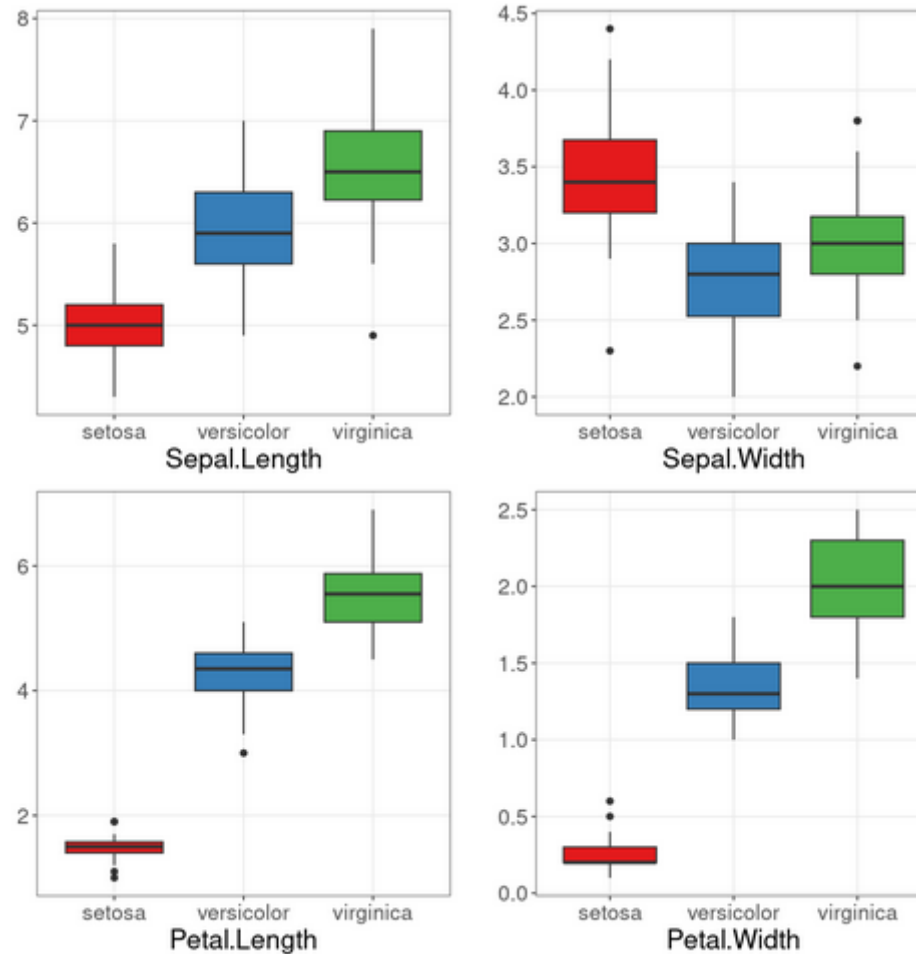 8
7
6
5
setosa versicolor virginica
Sepal.Length
4.5
4.0
3.5
3.0
2.5
2.0
setosa versicolor virginica
Sepal.Width
6
4
2
setosa versicolor virginica
Petal.Length
2.5
2.0
1.5
1.0
0.5
0.0
setosa versicolor virginica
Petal.Width